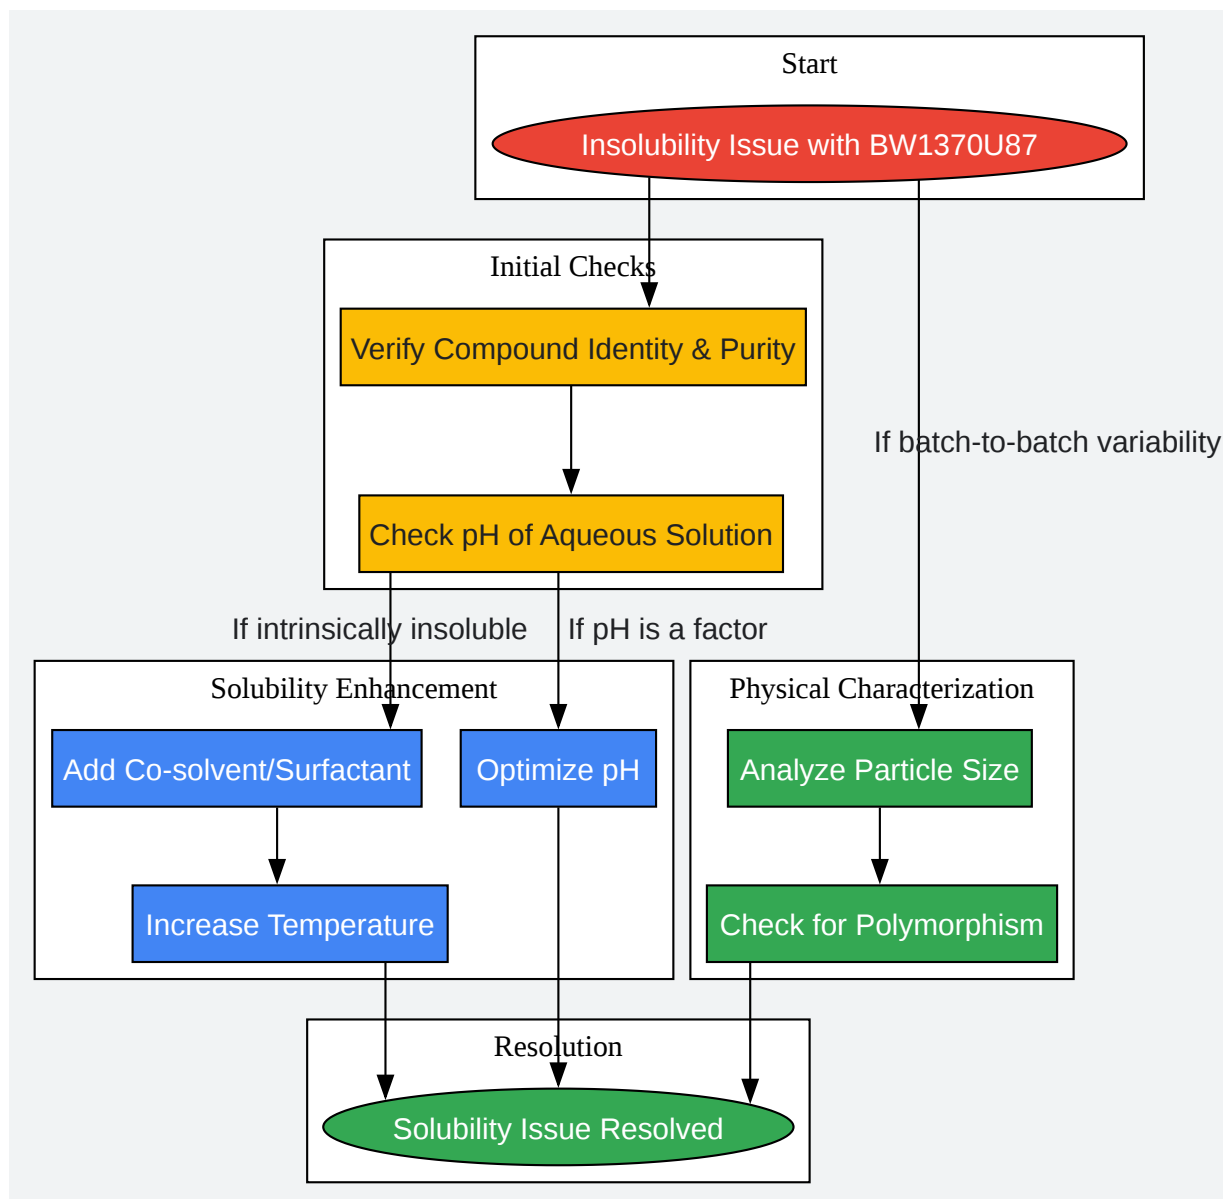 Start
Insolubility Issue with BW1370U87
Initial Checks
Verify Compound Identity & Purity
If batch-to-batch variability
Check pH of Aqueous Solution
If intrinsically insoluble
If pH is a factor
Solubility Enhancement
Physical Characterization
Add Co-solvent/Surfactant
Optimize pH
Analyze Particle Size
Increase Temperature
Check for Polymorphism
Resolution
Solubility Issue Resolved